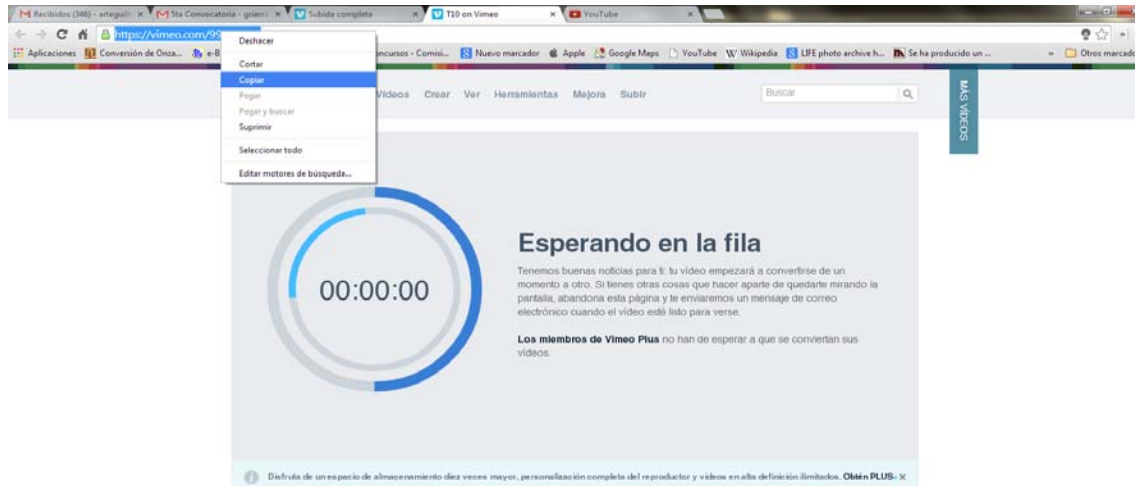 Recibidos (346) - artegui
5ta Convocatoria - guiem
Subida completa
T10 on Vimeo
YouTube
https://vimeo.com/99
Aplicaciones Conversión de Onza... e-B
oncursos - Comisi... Nuevo marcador Apple Google Maps YouTube Wikipedia LIFE photo archive h... Se ha producido un ... Otros marcado
Deshacer
Cortar
Copiar
Pegar
Pegar y buscar
Suprimir
Seleccionar todo
Editar motores de búsqueda...
Vídeos Crear Ver Herramientas Mejora Subir
Buscar
MÁS VÍDEOS
00:00:00
Esperando en la fila
Tenemos buenas noticias para ti: tu vídeo empezará a convertirse de un
momento a otro. Si tienes otras cosas que hacer aparte de quedarte mirando la
pantalla, abandona esta página y te enviaremos un mensaje de correo
electrónico cuando el vídeo esté listo para verse.
Los miembros de Vimeo Plus no han de esperar a que se conviertan sus
vídeos.
Disfruta de un espacio de almacenamiento diez veces mayor, personalización completa del reproductor y vídeos en alta definición ilimitados. Obtén PLUS